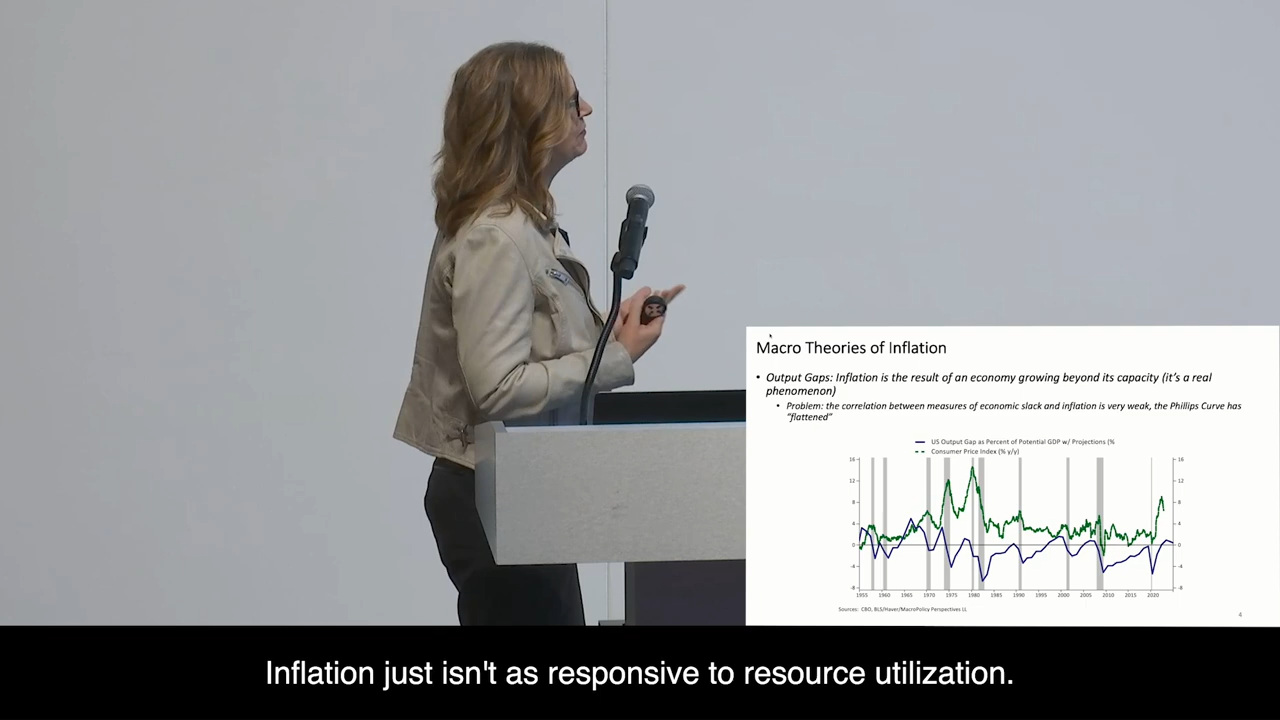 Macro Theories of Inflation
• Output Gaps: Inflation is the result of an economy growing beyond its capacity (it's a real
phenomenon)
• Problem: the correlation between measures of economic slack and inflation is very weak, the Phillips Curve has
"flattened"
US Output Gap as Percent of Potential GDP w/ Projections (%
Consumer Price Index (% y/y)
16 16
12 12
8 8
4 4
0 0
-4 -4
-8 -8
1955 1960 1965 1970 1975 1980 1985 1990 1995 2000 2005 2010 2015 2020
Sources: CBO, BLS/Haver/MacroPolicy Perspectives LL
4
Inflation just isn't as responsive to resource utilization.